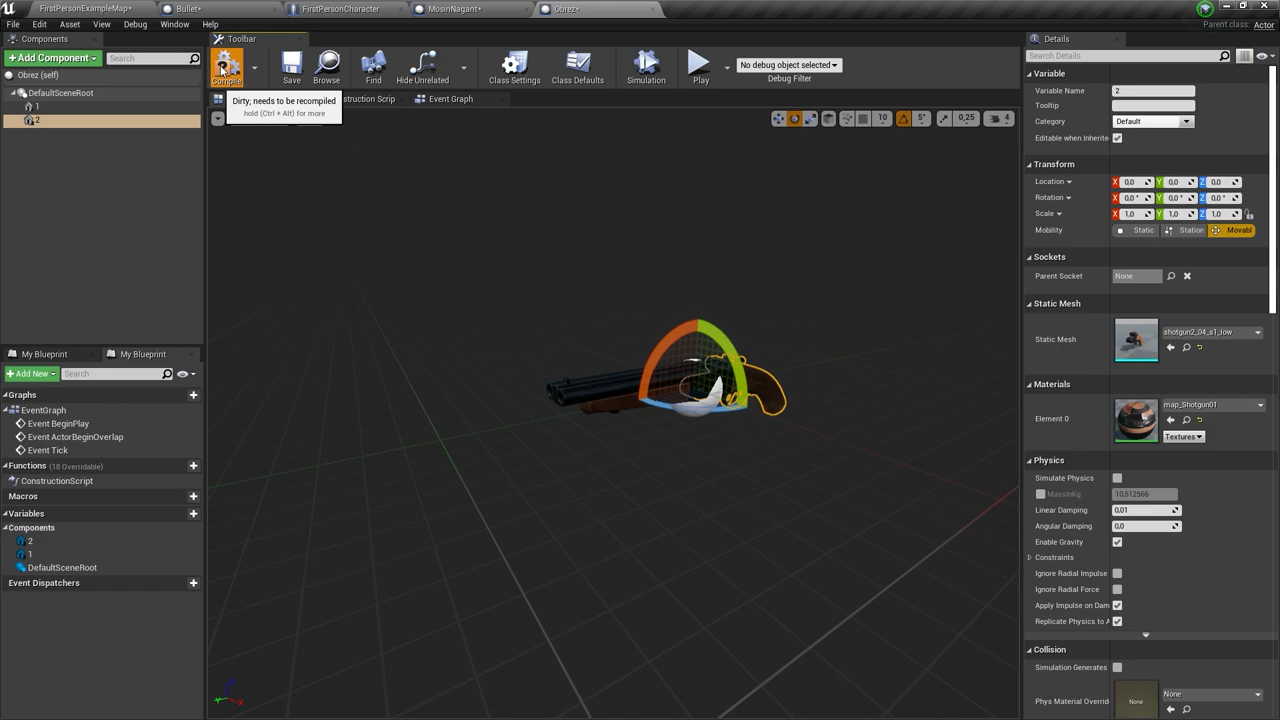 FirstPersonExampleMap*
Bullet*
FirstPersonCharacter
MosinNagant*
Obrez*
File Edit Asset View Debug Window Help
Parent class: Actor
Components
Toolbar
Details
+ Add Component
Search
Obrez (self)
DefaultSceneRoot
1
2
Compile
Save
Browse
Find
Hide Unrelated
Class Settings
Class Defaults
Simulation
Play
No debug object selected
Debug Filter
Dirty; needs to be recompiled
hold (Ctrl + Alt) for more
struction Scrip
Event Graph
10
5°
0,25
4
Search Details
Variable
Variable Name 2
Tooltip
Category Default
Editable when Inherite
Transform
Location X 0,0 Y 0,0 Z 0,0
Rotation X 0,0 ° Y 0,0 ° Z 0,0 °
Scale X 1,0 Y 1,0 Z 1,0
Mobility Static Station Movabl
Sockets
Parent Socket None
Static Mesh
Static Mesh shotgun2_04_s1_low
Materials
Element 0 map_Shotgun01
Textures
Physics
Simulate Physics
MassInKg 10,512566
Linear Damping 0,01
Angular Damping 0,0
Enable Gravity
Constraints
Ignore Radial Impulse
Ignore Radial Force
Apply Impulse on Dam
Replicate Physics to A
Collision
Simulation Generates
Phys Material Overrid None None
My Blueprint My Blueprint
+ Add New Search
Graphs
EventGraph
Event BeginPlay
Event ActorBeginOverlap
Event Tick
Functions (18 Overridable)
ConstructionScript
Macros
Variables
Components
2
1
DefaultSceneRoot
Event Dispatchers